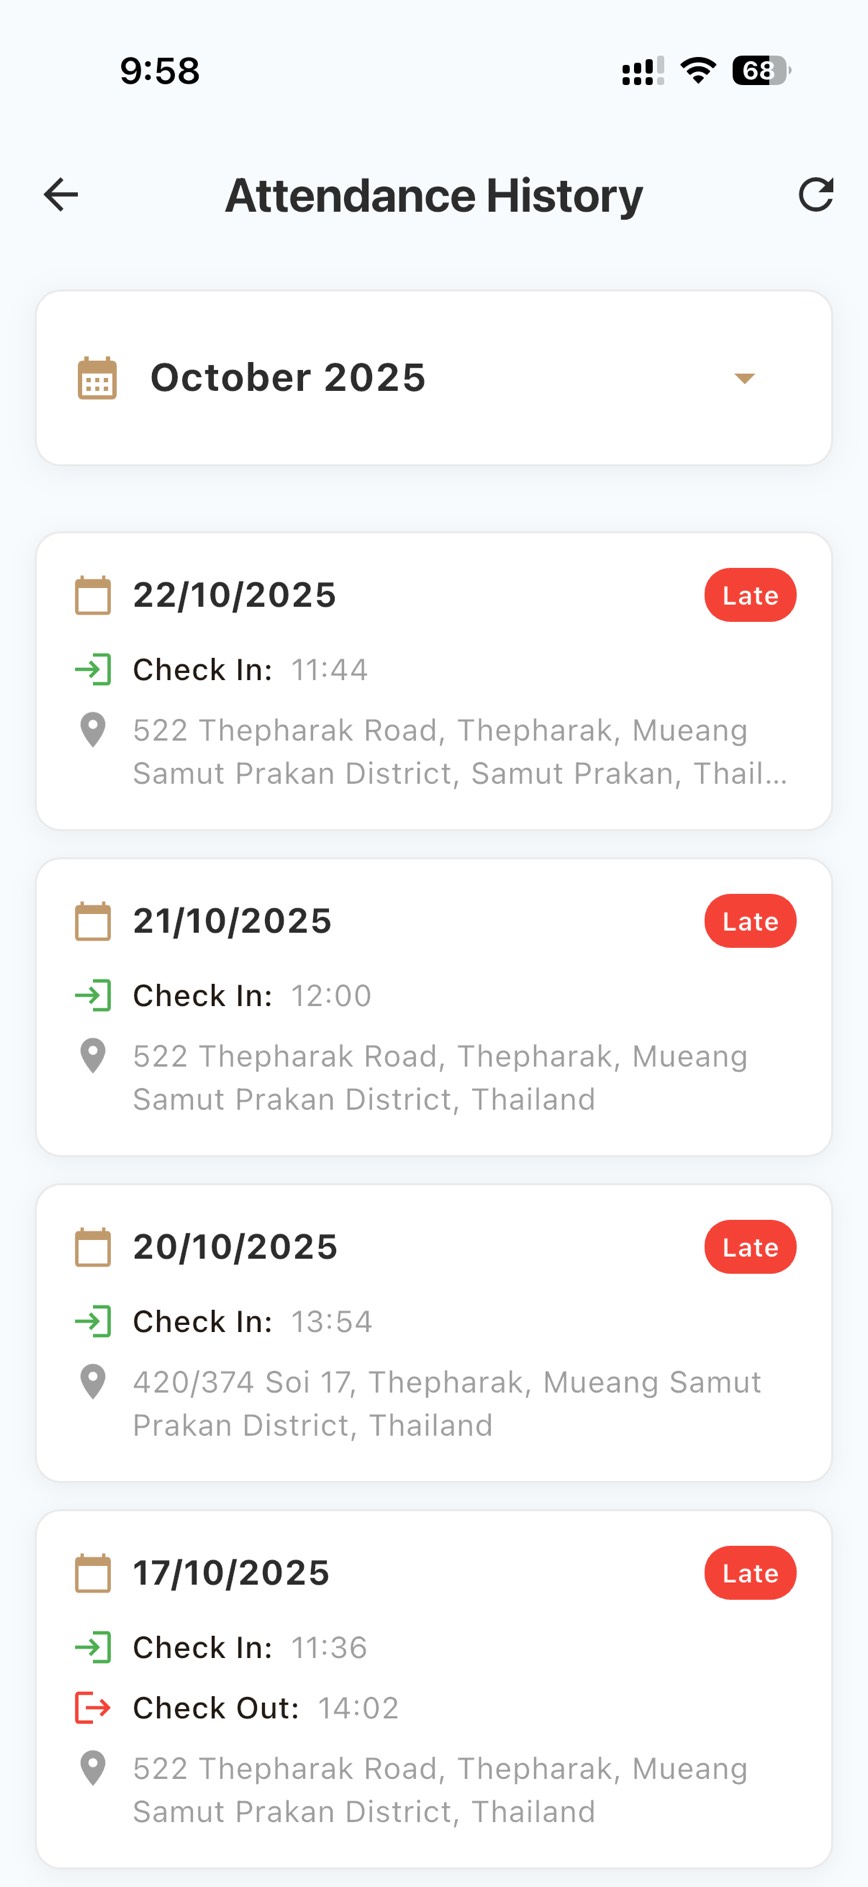 9:58
68
Attendance History
October 2025
22/10/2025
Late
Check In: 11:44
522 Thepharak Road, Thepharak, Mueang
Samut Prakan District, Samut Prakan, Thail...
21/10/2025
Late
Check In: 12:00
522 Thepharak Road, Thepharak, Mueang
Samut Prakan District, Thailand
20/10/2025
Late
Check In: 13:54
420/374 Soi 17, Thepharak, Mueang Samut
Prakan District, Thailand
17/10/2025
Late
Check In: 11:36
Check Out: 14:02
522 Thepharak Road, Thepharak, Mueang
Samut Prakan District, Thailand